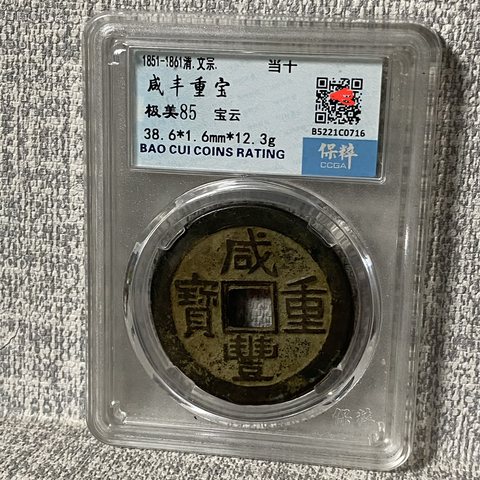 1851-1861清.文宗. 当十
咸丰重宝
极美85 宝云
38.6*1.6mm*12.3g
BAO CUI COINS RATING
B5221C0716
保粹
CCGA
咸
寶 重
豐
保粹